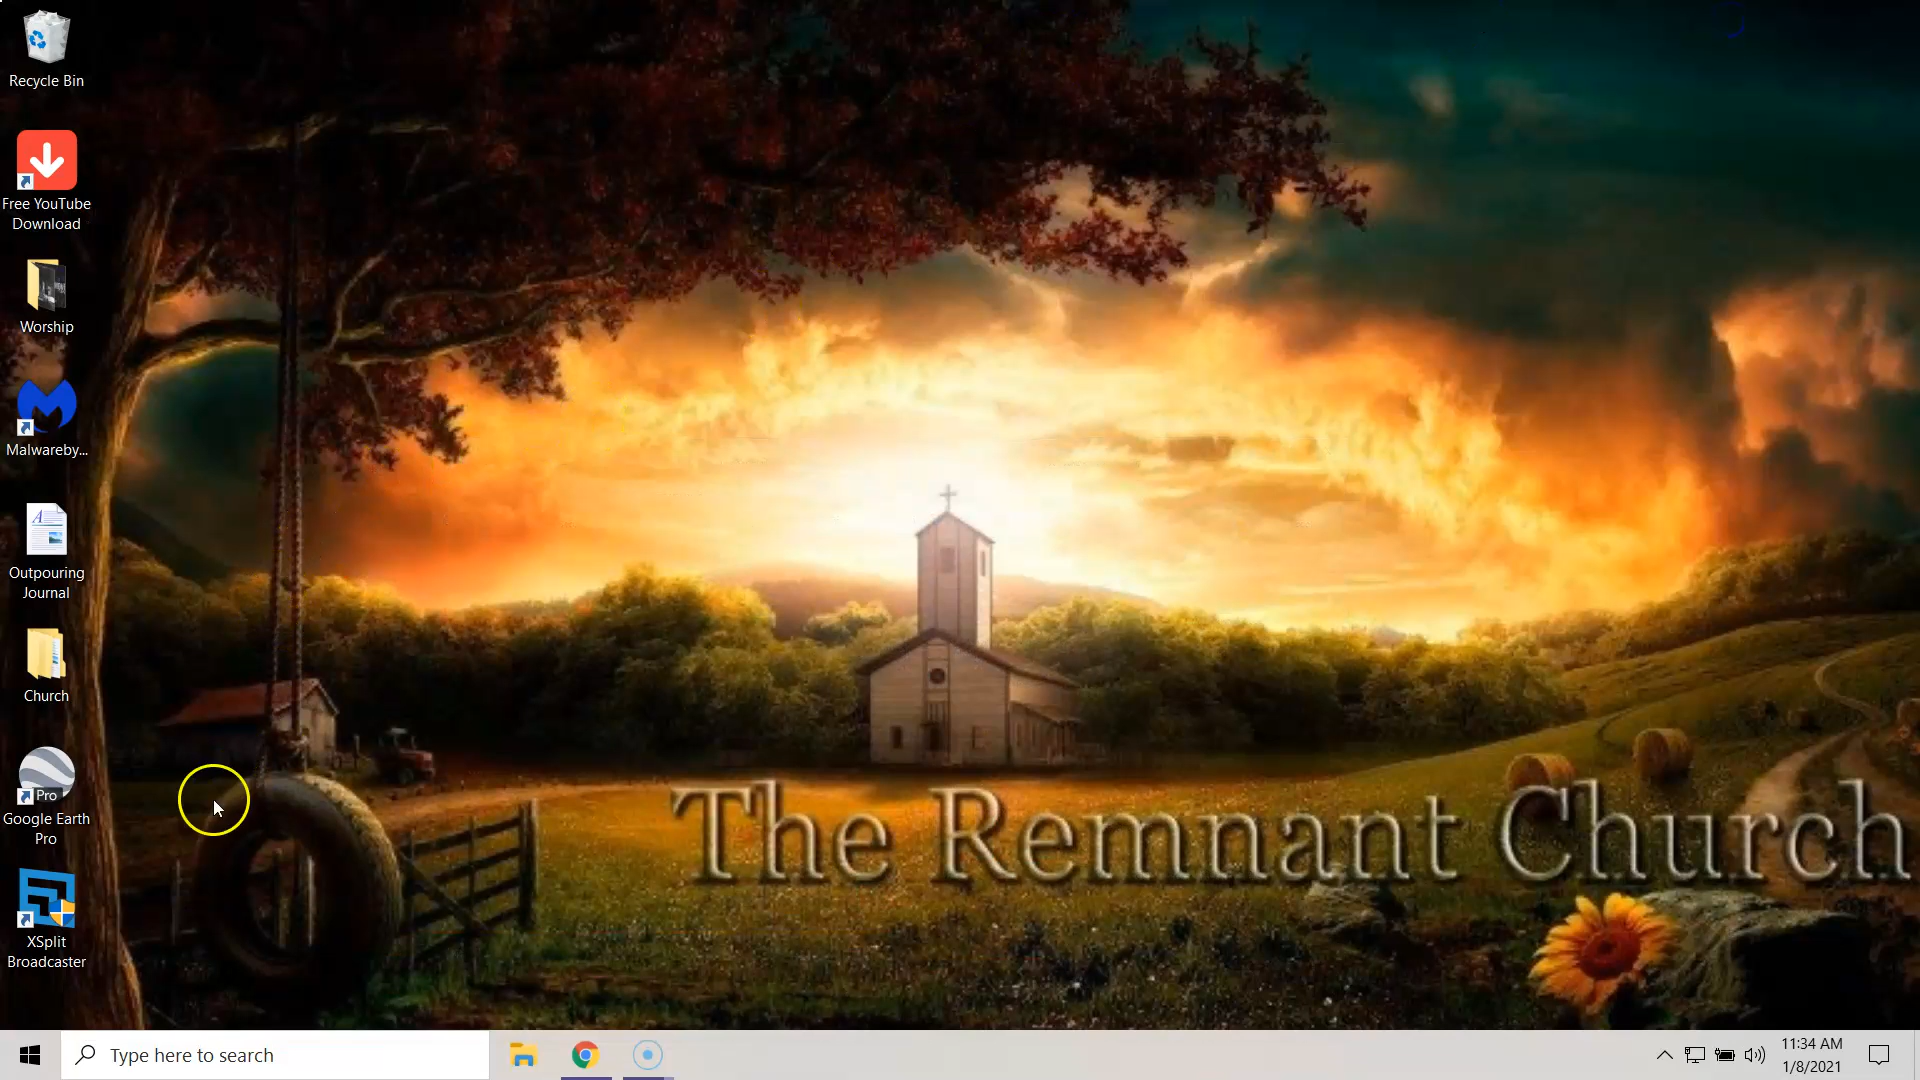 Recycle Bin
Free YouTube
Download
Worship
Malwareby...
Outpouring
Journal
Church
Pro
Google Earth
Pro
XSplit
Broadcaster
The Remnant Church
Type here to search
11:34 AM
1/8/2021